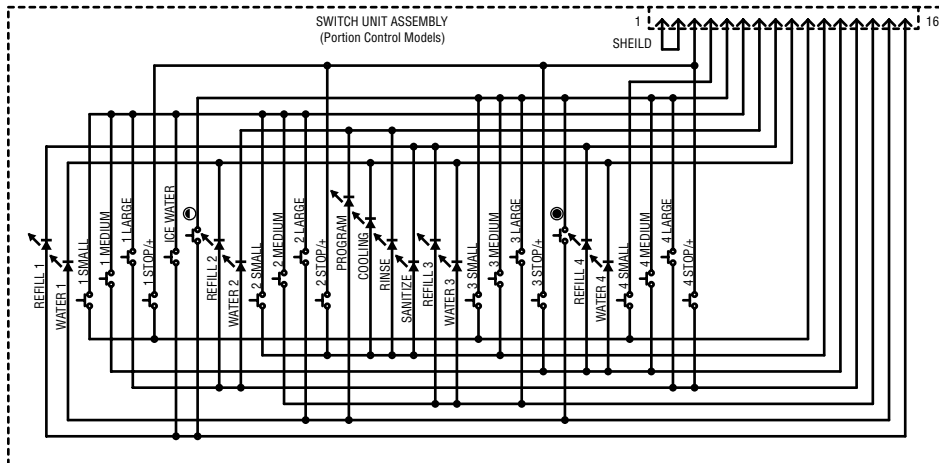 SWITCH UNIT ASSEMBLY
(Portion Control Models)
1
16
SHEILD
REFILL 1
WATER 1
1 SMALL
1 MEDIUM
1 LARGE
1 STOP/+
ICE WATER
REFILL 2
WATER 2
2 SMALL
2 MEDIUM
2 LARGE
2 STOP/+
PROGRAM
COOLING
RINSE
SANITIZE
REFILL 3
WATER 3
3 SMALL
3 MEDIUM
3 LARGE
3 STOP/+
REFILL 4
WATER 4
4 SMALL
4 MEDIUM
4 LARGE
4 STOP/+